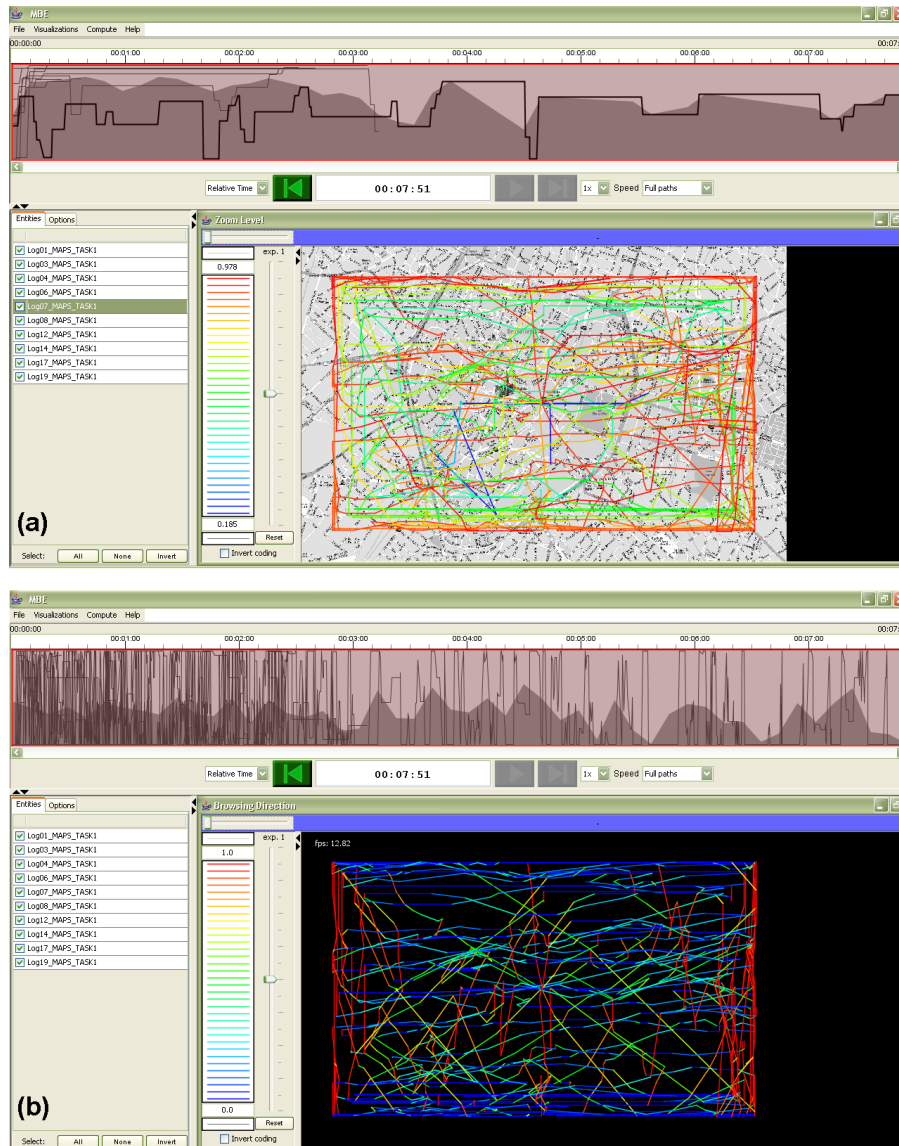 MBE
File Visualizations Compute Help
00:00:00 00:07:
00:01:00 00:02:00 00:03:00 00:04:00 00:05:00 00:06:00 00:07:00
Relative Time 00:07:51 1x Speed Full paths
Entities Options
Zoom Level
exp. 1
0.978
Log01_MAPS_TASK1
Log03_MAPS_TASK1
Log04_MAPS_TASK1
Log06_MAPS_TASK1
Log07_MAPS_TASK1
Log08_MAPS_TASK1
Log12_MAPS_TASK1
Log14_MAPS_TASK1
Log17_MAPS_TASK1
Log19_MAPS_TASK1
(a)
0.185
Reset
Invert coding
Select: All None Invert
MBE
File Visualizations Compute Help
00:00:00 00:07:
00:01:00 00:02:00 00:03:00 00:04:00 00:05:00 00:06:00 00:07:00
Relative Time 00:07:51 1x Speed Full paths
Entities Options
Browsing Direction
exp. 1
fps: 12.82
1.0
Log01_MAPS_TASK1
Log03_MAPS_TASK1
Log04_MAPS_TASK1
Log06_MAPS_TASK1
Log07_MAPS_TASK1
Log08_MAPS_TASK1
Log12_MAPS_TASK1
Log14_MAPS_TASK1
Log17_MAPS_TASK1
Log19_MAPS_TASK1
(b)
0.0
Reset
Invert coding
Select: All None Invert